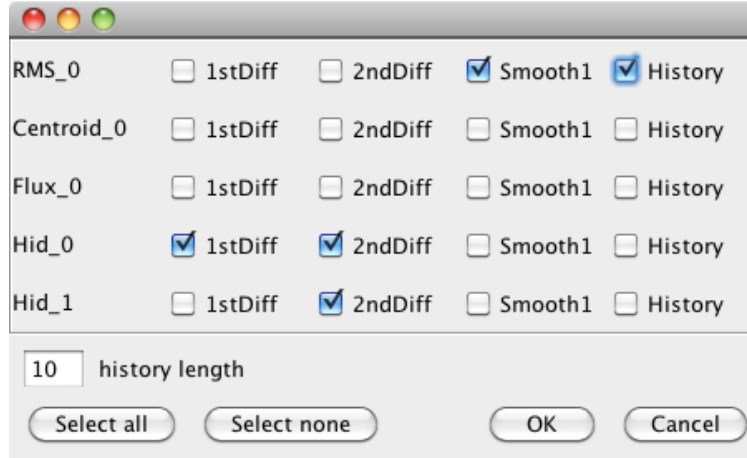 RMS_0 1stDiff 2ndDiff Smooth1 History
Centroid_0 1stDiff 2ndDiff Smooth1 History
Flux_0 1stDiff 2ndDiff Smooth1 History
Hid_0 1stDiff 2ndDiff Smooth1 History
Hid_1 1stDiff 2ndDiff Smooth1 History
10 history length
Select all Select none OK Cancel